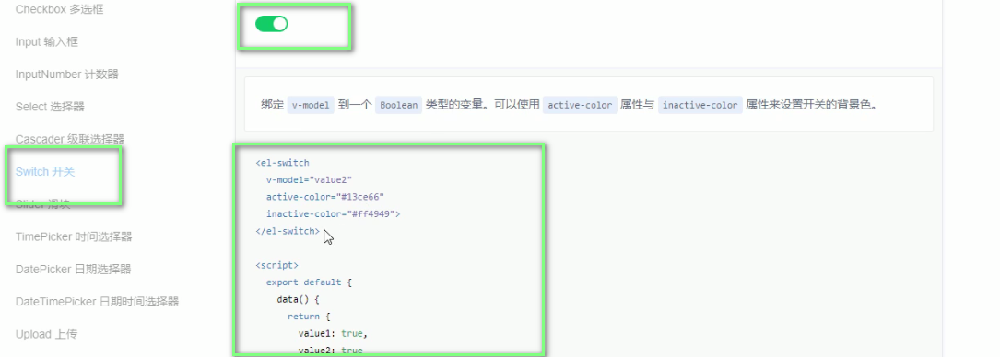 Checkbox 多选框
Input 输入框
InputNumber 计数器
Select 选择器
Cascader 级联选择器
Switch 开关
Slider 滑块
TimePicker 时间选择器
DatePicker 日期选择器
DateTimePicker 日期时间选择器
Upload 上传
绑定 v-model 到一个 Boolean 类型的变量。可以使用 active-color 属性与 inactive-color 属性来设置开关的背景色。
<el-switch
  v-model="value2"
  active-color="#13ce66"
  inactive-color="#ff4949">
</el-switch>
<script>
  export default {
    data() {
      return {
        value1: true,
        value2: true